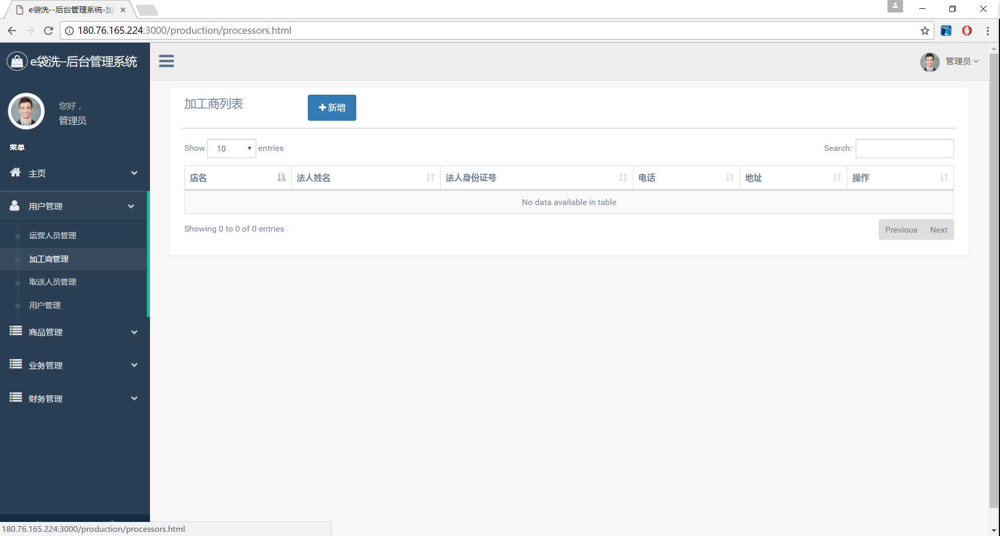 e袋洗--后台管理系统-加
180.76.165.224:3000/production/processors.html
e袋洗--后台管理系统
管理员
您好，
管理员
菜单
主页
用户管理
运营人员管理
加工商管理
取送人员管理
用户管理
商品管理
业务管理
财务管理
加工商列表
新增
Show 10 entries
Search:
店名 法人姓名 法人身份证号 电话 地址 操作
No data available in table
Showing 0 to 0 of 0 entries
Previous Next
180.76.165.224:3000/production/processors.html